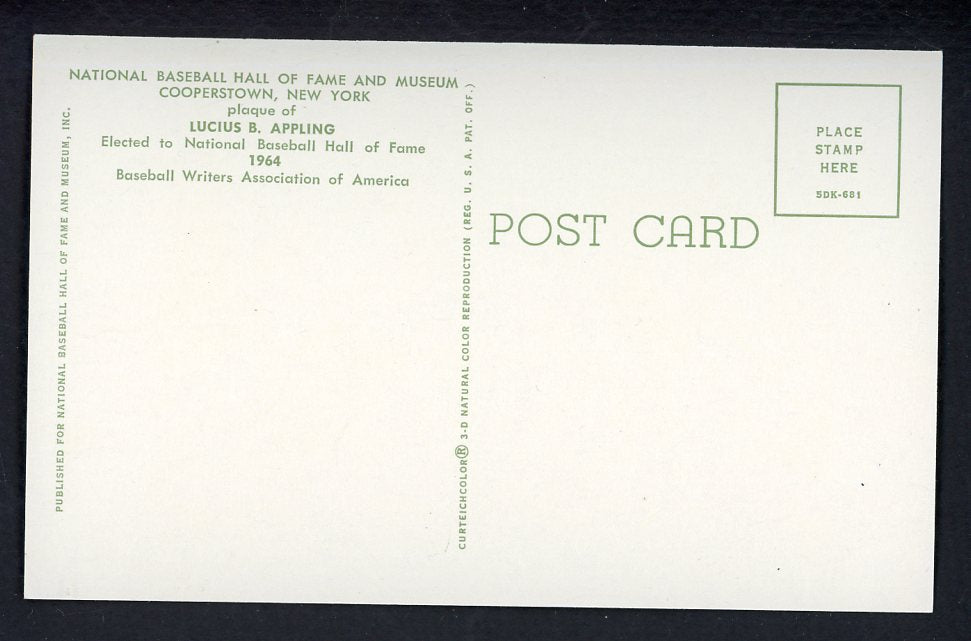 NATIONAL BASEBALL HALL OF FAME AND MUSEUM
COOPERSTOWN, NEW YORK
plaque of
LUCIUS B. APPLING
Elected to National Baseball Hall of Fame
1964
Baseball Writers Association of America
PUBLISHED FOR NATIONAL BASEBALL HALL OF FAME AND MUSEUM, INC.
CURTEICHCOLOR® 3-D NATURAL COLOR REPRODUCTION (REG. U. S. A. PAT. OFF.)
POST CARD
PLACE
STAMP
HERE
5DK-681